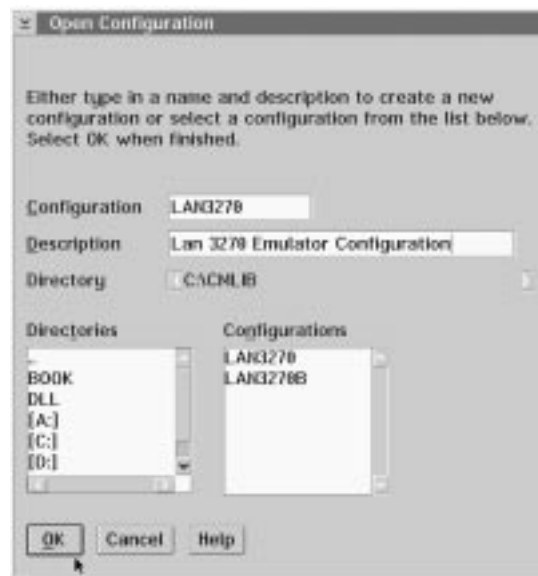 Open Configuration
Either type in a name and description to create a new
configuration or select a configuration from the list below.
Select OK when finished.
Configuration LAN3270
Description Lan 3270 Emulator Configuration
Directory C:\CMLIB
Directories Configurations
.. LAN3270
BOOK LAN3270B
DLL
[A:]
[C:]
[D:]
OK Cancel Help